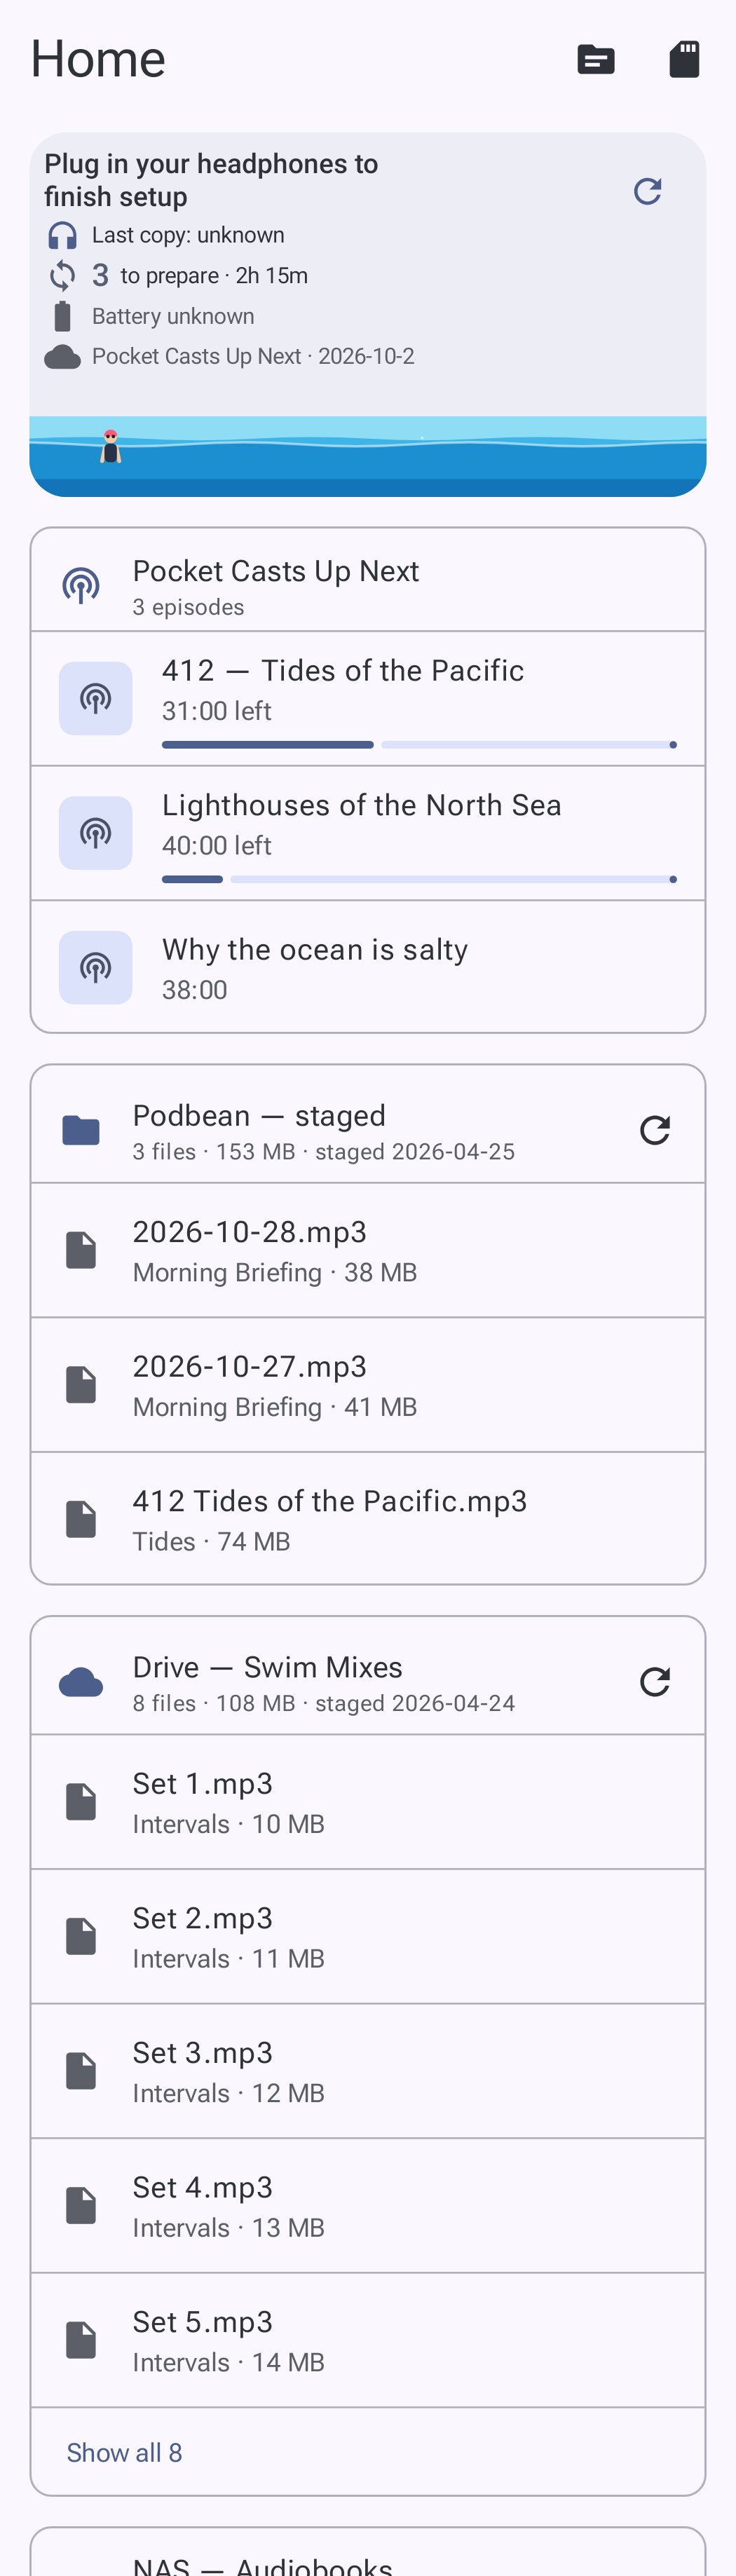 Home
Plug in your headphones to
finish setup
Last copy: unknown
3 to prepare · 2h 15m
Battery unknown
Pocket Casts Up Next · 2026-10-2
Pocket Casts Up Next
3 episodes
412 — Tides of the Pacific
31:00 left
Lighthouses of the North Sea
40:00 left
Why the ocean is salty
38:00
Podbean — staged
3 files · 153 MB · staged 2026-04-25
2026-10-28.mp3
Morning Briefing · 38 MB
2026-10-27.mp3
Morning Briefing · 41 MB
412 Tides of the Pacific.mp3
Tides · 74 MB
Drive — Swim Mixes
8 files · 108 MB · staged 2026-04-24
Set 1.mp3
Intervals · 10 MB
Set 2.mp3
Intervals · 11 MB
Set 3.mp3
Intervals · 12 MB
Set 4.mp3
Intervals · 13 MB
Set 5.mp3
Intervals · 14 MB
Show all 8
NAS — Audiobooks